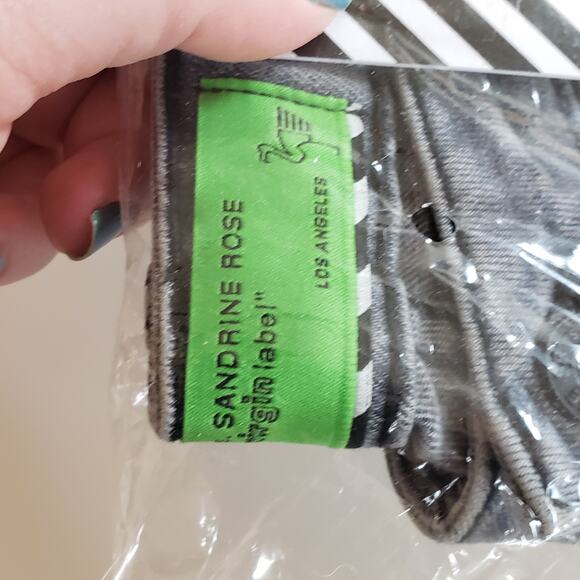 . SANDRINE ROSE
label"
LOS ANGELES